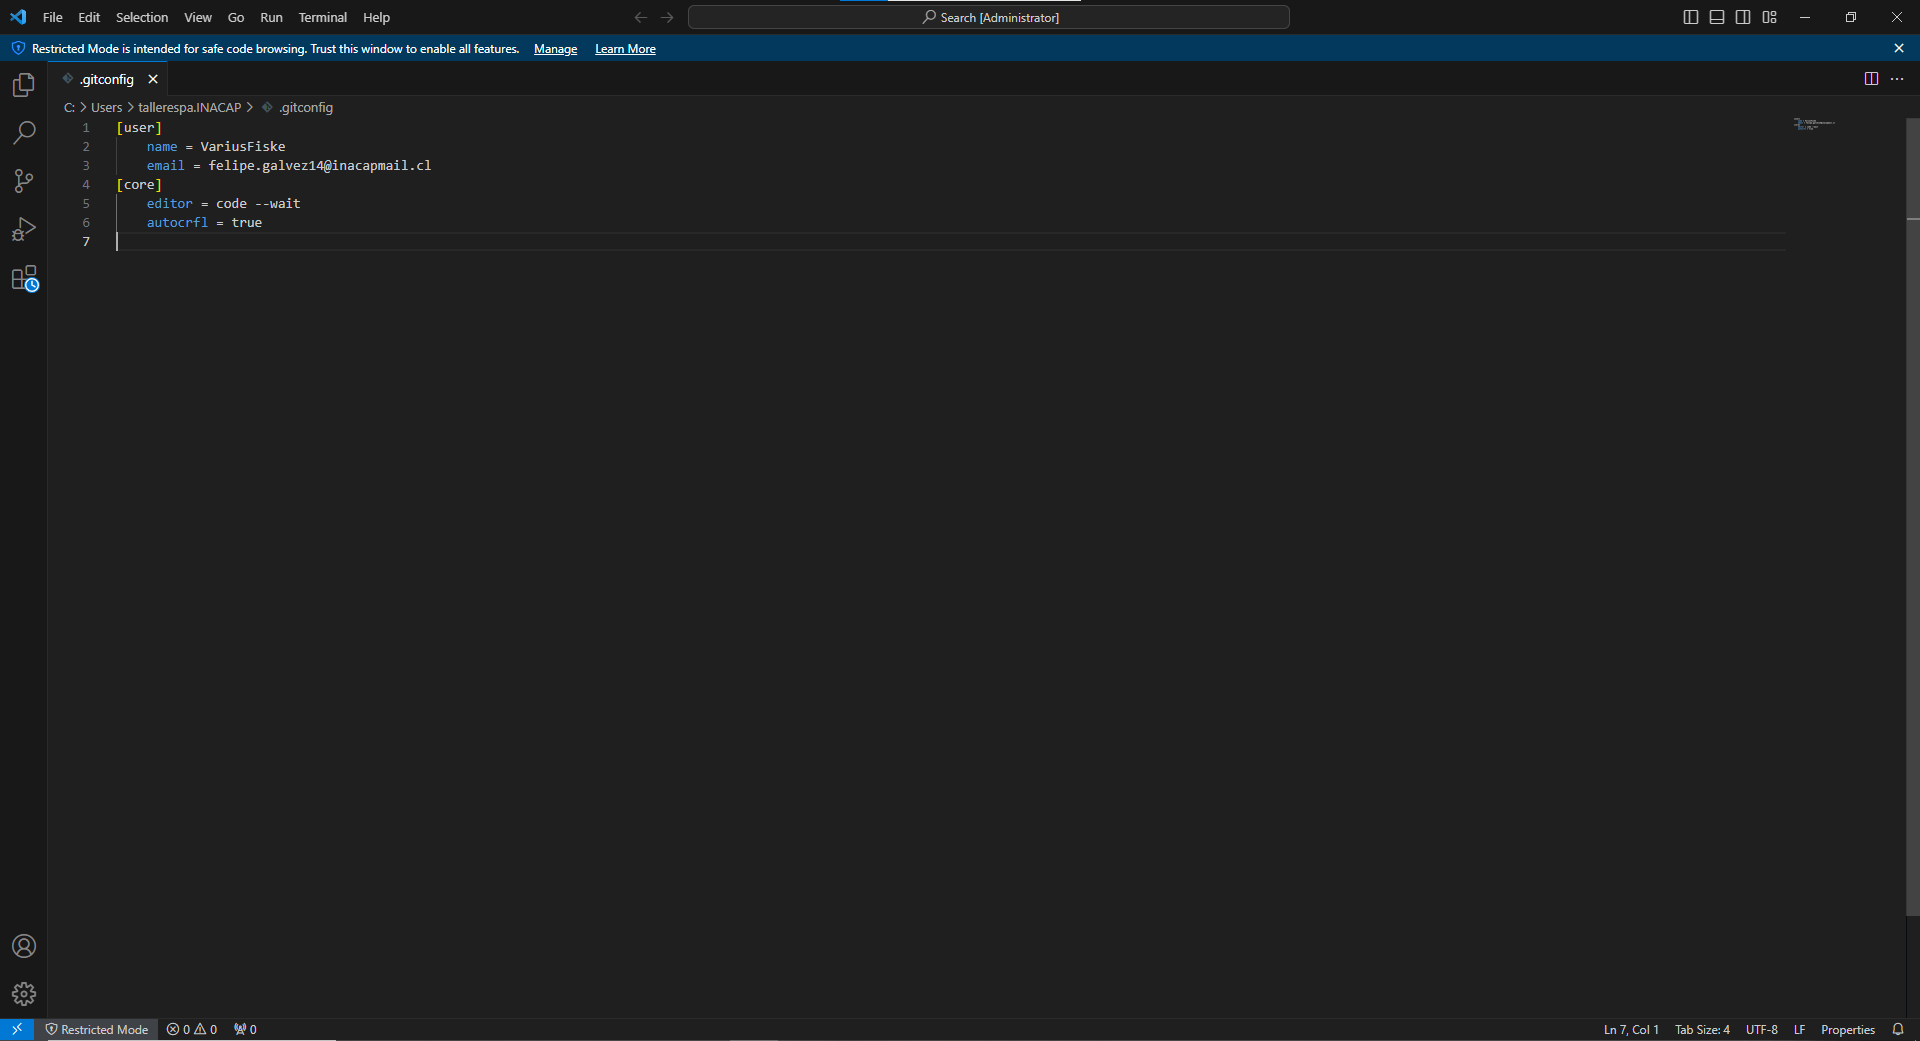 File Edit Selection View Go Run Terminal Help Search [Administrator]
Restricted Mode is intended for safe code browsing. Trust this window to enable all features. Manage Learn More
.gitconfig
C: > Users > tallerespa.INACAP > .gitconfig
1 [user]
2 name = VariusFiske
3 email = felipe.galvez14@inacapmail.cl
4 [core]
5 editor = code --wait
6 autocrfl = true
7
Restricted Mode 0 0 0 Ln 7, Col 1 Tab Size: 4 UTF-8 LF Properties